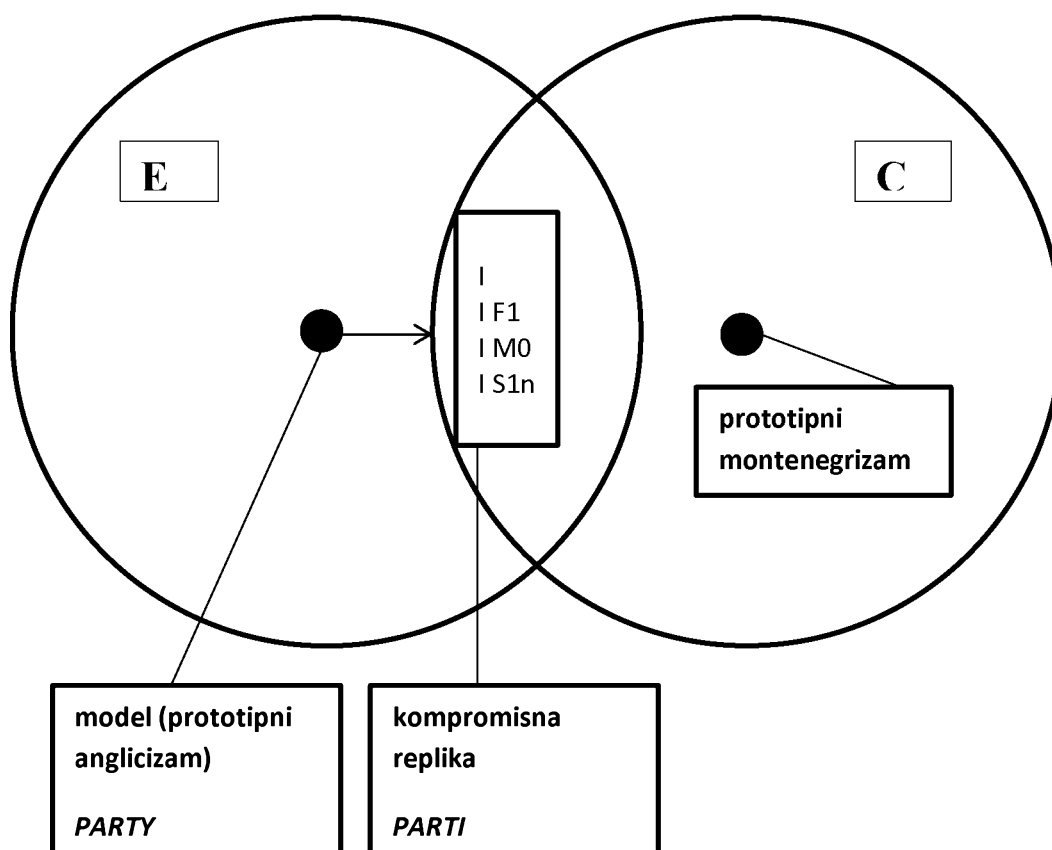 E
C
I
I F1
I M0
I S1n
prototipni
montenegrizam
model (prototipni
anglicizam)
PARTY
kompromisna
replika
PARTI